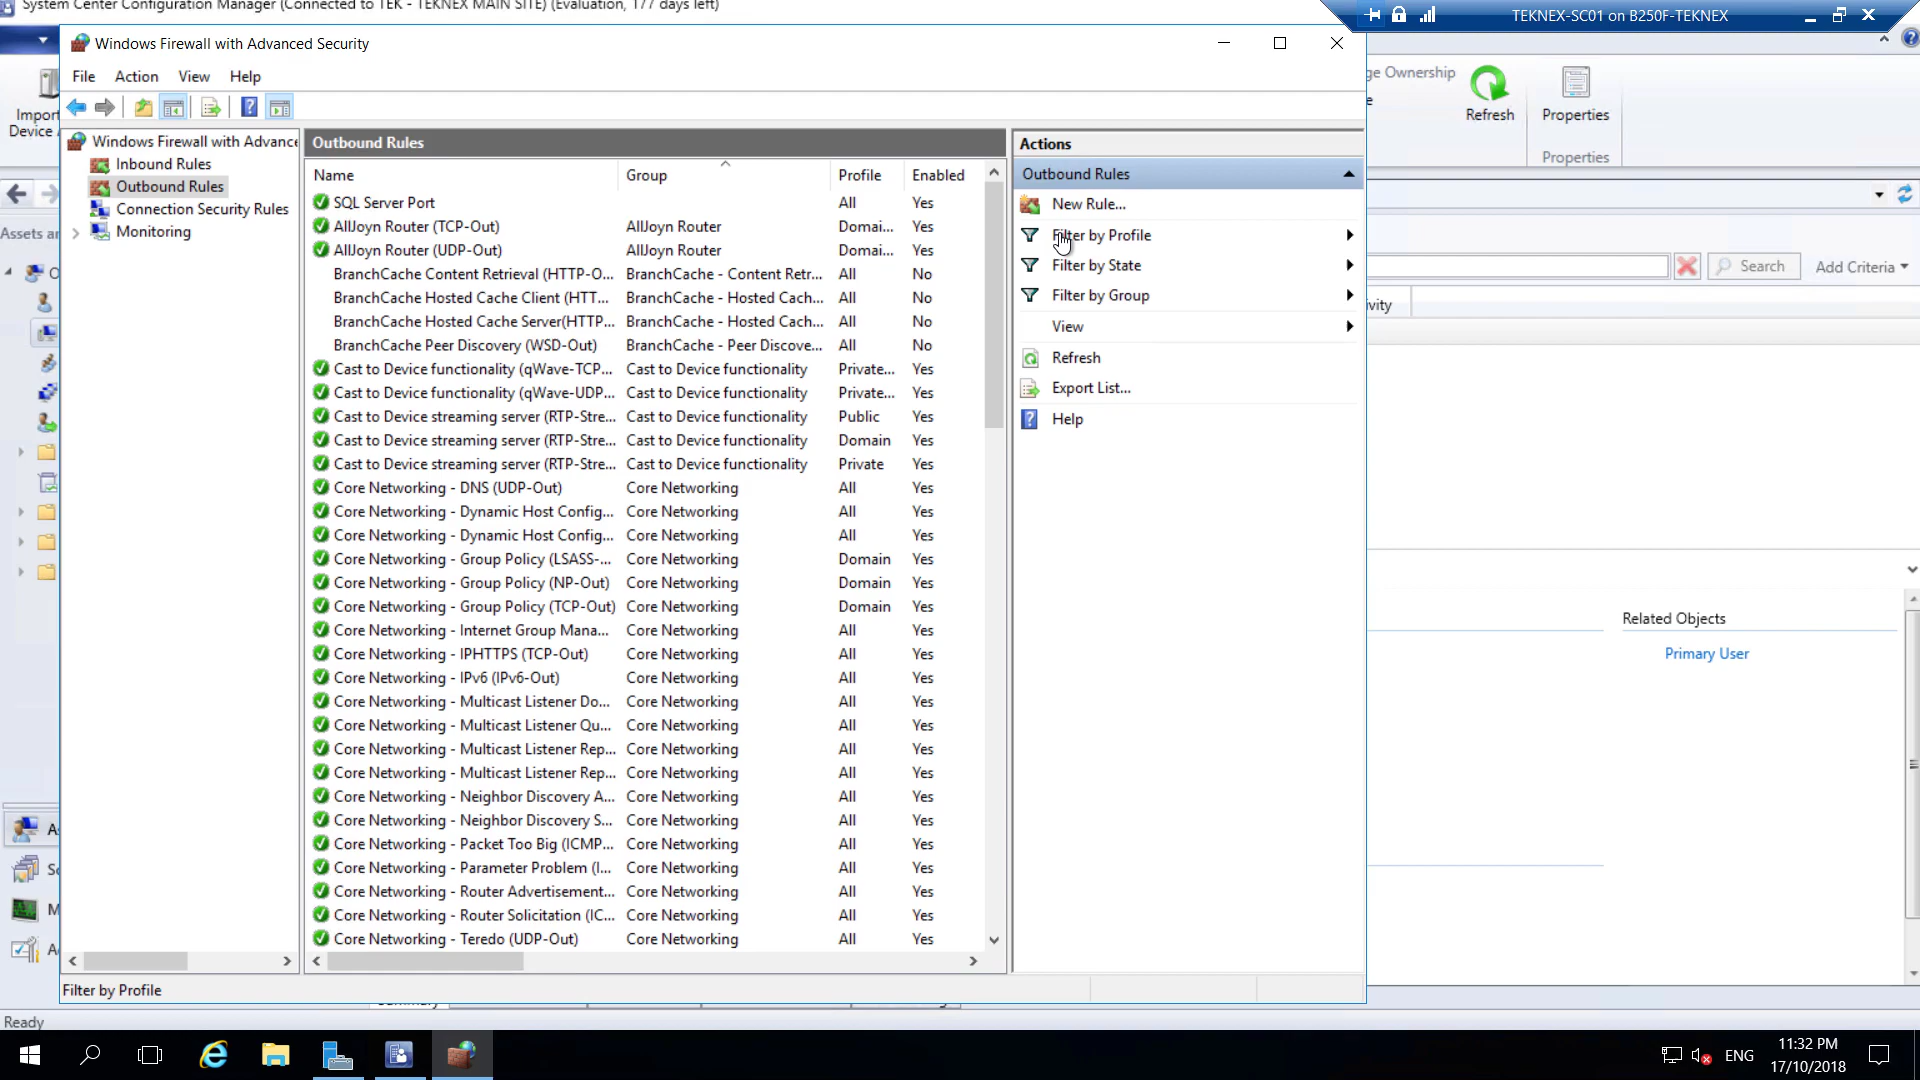 System Center Configuration Manager (Connected to TEK - TEKNEX MAIN SITE) (Evaluation, 177 days left)
TEKNEX-SC01 on B250F-TEKNEX
Windows Firewall with Advanced Security
File Action View Help
Import
Device
ge Ownership
Refresh
Properties
Properties
Windows Firewall with Advance
Inbound Rules
Outbound Rules
Connection Security Rules
Monitoring
Assets ar
Outbound Rules
Name Group Profile Enabled
SQL Server Port All Yes
AllJoyn Router (TCP-Out) AllJoyn Router Domai... Yes
AllJoyn Router (UDP-Out) AllJoyn Router Domai... Yes
BranchCache Content Retrieval (HTTP-O... BranchCache - Content Retr... All No
BranchCache Hosted Cache Client (HTT... BranchCache - Hosted Cach... All No
BranchCache Hosted Cache Server(HTTP... BranchCache - Hosted Cach... All No
BranchCache Peer Discovery (WSD-Out) BranchCache - Peer Discove... All No
Cast to Device functionality (qWave-TCP... Cast to Device functionality Private... Yes
Cast to Device functionality (qWave-UDP... Cast to Device functionality Private... Yes
Cast to Device streaming server (RTP-Stre... Cast to Device functionality Public Yes
Cast to Device streaming server (RTP-Stre... Cast to Device functionality Domain Yes
Cast to Device streaming server (RTP-Stre... Cast to Device functionality Private Yes
Core Networking - DNS (UDP-Out) Core Networking All Yes
Core Networking - Dynamic Host Config... Core Networking All Yes
Core Networking - Dynamic Host Config... Core Networking All Yes
Core Networking - Group Policy (LSASS-... Core Networking Domain Yes
Core Networking - Group Policy (NP-Out) Core Networking Domain Yes
Core Networking - Group Policy (TCP-Out) Core Networking Domain Yes
Core Networking - Internet Group Mana... Core Networking All Yes
Core Networking - IPHTTPS (TCP-Out) Core Networking All Yes
Core Networking - IPv6 (IPv6-Out) Core Networking All Yes
Core Networking - Multicast Listener Do... Core Networking All Yes
Core Networking - Multicast Listener Qu... Core Networking All Yes
Core Networking - Multicast Listener Rep... Core Networking All Yes
Core Networking - Multicast Listener Rep... Core Networking All Yes
Core Networking - Neighbor Discovery A... Core Networking All Yes
Core Networking - Neighbor Discovery S... Core Networking All Yes
Core Networking - Packet Too Big (ICMP... Core Networking All Yes
Core Networking - Parameter Problem (I... Core Networking All Yes
Core Networking - Router Advertisement... Core Networking All Yes
Core Networking - Router Solicitation (IC... Core Networking All Yes
Core Networking - Teredo (UDP-Out) Core Networking All Yes
Actions
Outbound Rules
New Rule...
Filter by Profile
Filter by State
Filter by Group
View
Refresh
Export List...
Help
Search Add Criteria
ivity
Related Objects
Primary User
Filter by Profile
Ready
ENG
11:32 PM
17/10/2018